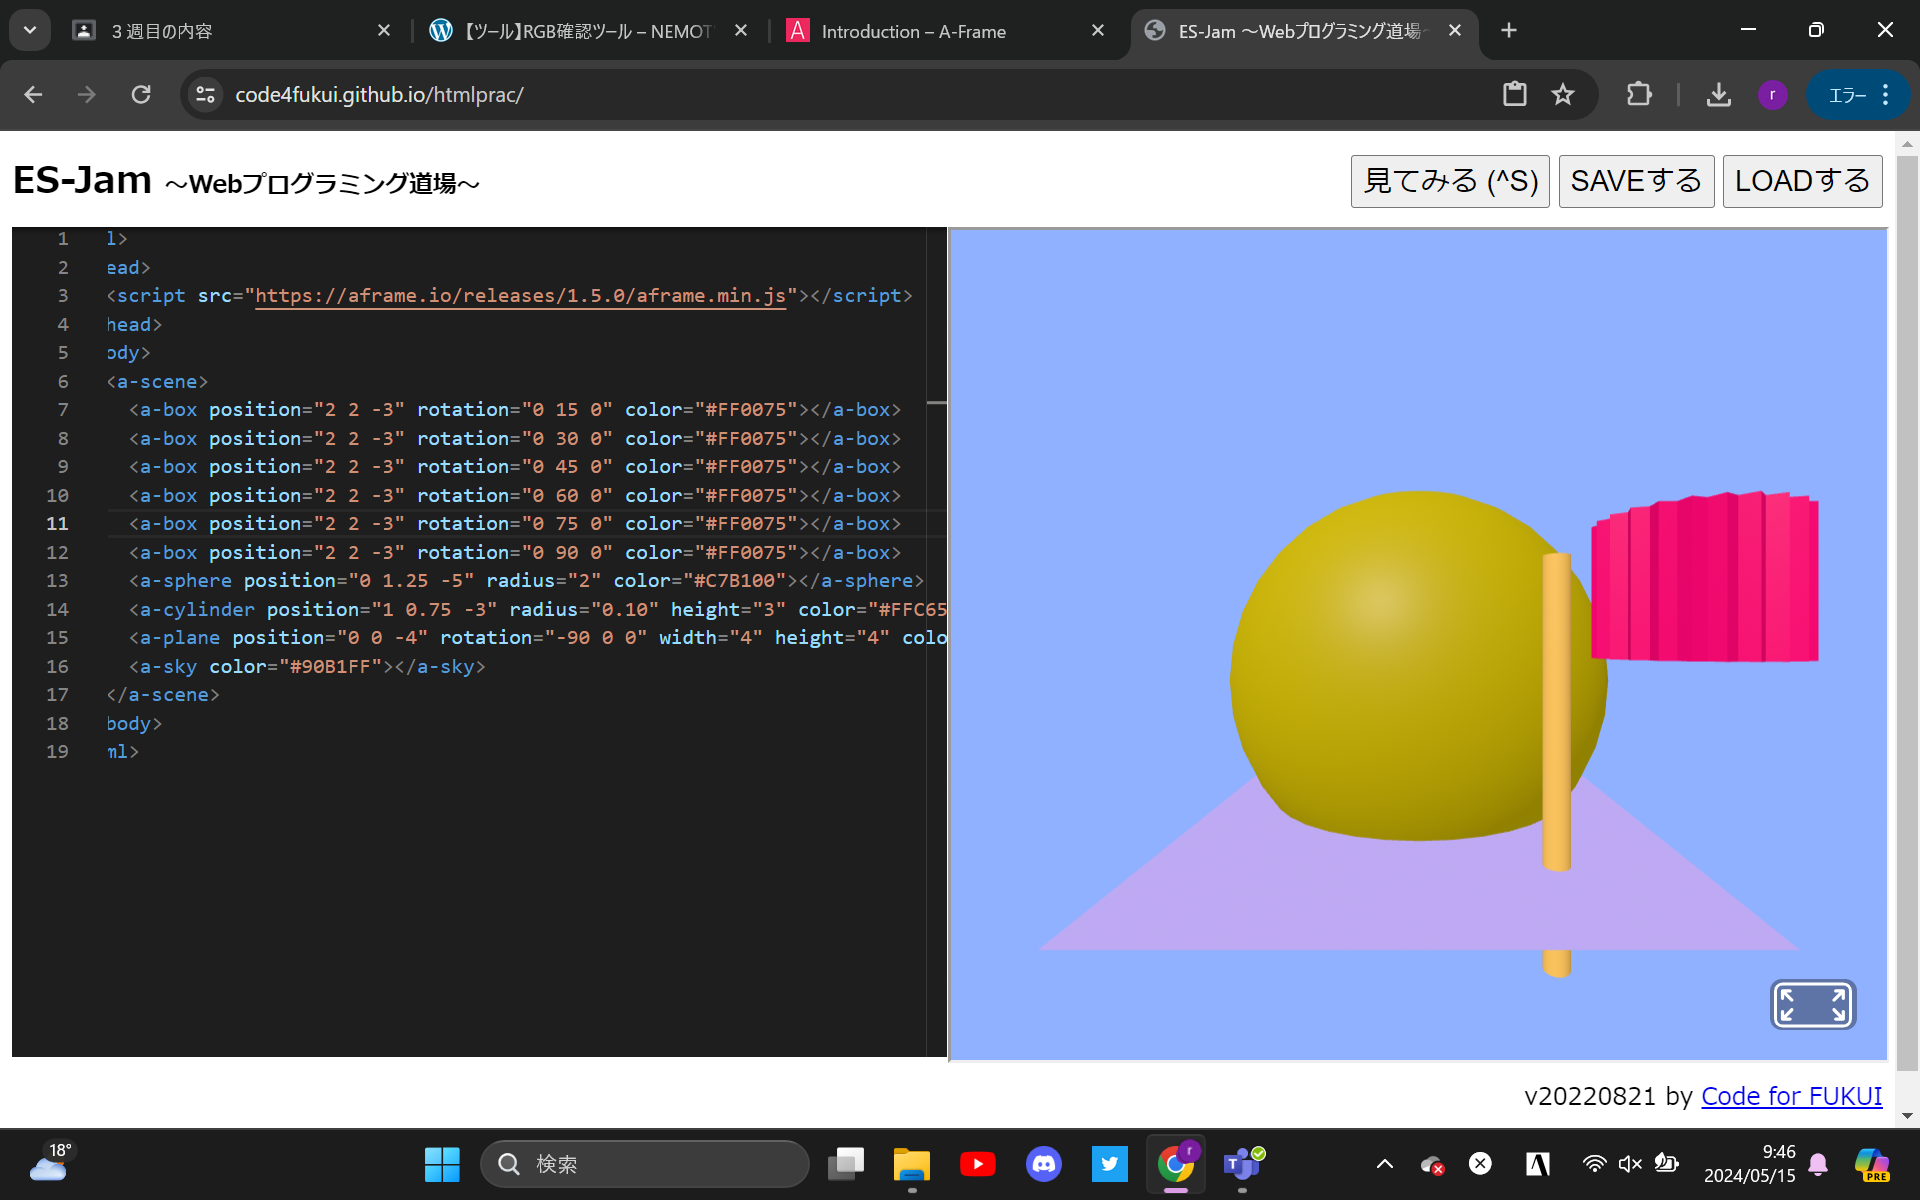 ３週目の内容
【ツール】RGB確認ツール – NEMOT
Introduction – A-Frame
ES-Jam 〜Webプログラミング道場〜
code4fukui.github.io/htmlprac/
r
エラー
ES-Jam 〜Webプログラミング道場〜
見てみる (^S)
SAVEする
LOADする
1 l>
2 ead>
3 <script src="https://aframe.io/releases/1.5.0/aframe.min.js"></script>
4 head>
5 ody>
6 <a-scene>
7 <a-box position="2 2 -3" rotation="0 15 0" color="#FF0075"></a-box>
8 <a-box position="2 2 -3" rotation="0 30 0" color="#FF0075"></a-box>
9 <a-box position="2 2 -3" rotation="0 45 0" color="#FF0075"></a-box>
10 <a-box position="2 2 -3" rotation="0 60 0" color="#FF0075"></a-box>
11 <a-box position="2 2 -3" rotation="0 75 0" color="#FF0075"></a-box>
12 <a-box position="2 2 -3" rotation="0 90 0" color="#FF0075"></a-box>
13 <a-sphere position="0 1.25 -5" radius="2" color="#C7B100"></a-sphere>
14 <a-cylinder position="1 0.75 -3" radius="0.10" height="3" color="#FFC65
15 <a-plane position="0 0 -4" rotation="-90 0 0" width="4" height="4" colo
16 <a-sky color="#90B1FF"></a-sky>
17 </a-scene>
18 body>
19 ml>
v20220821 by Code for FUKUI
18°
検索
r
9:46
2024/05/15
PRE